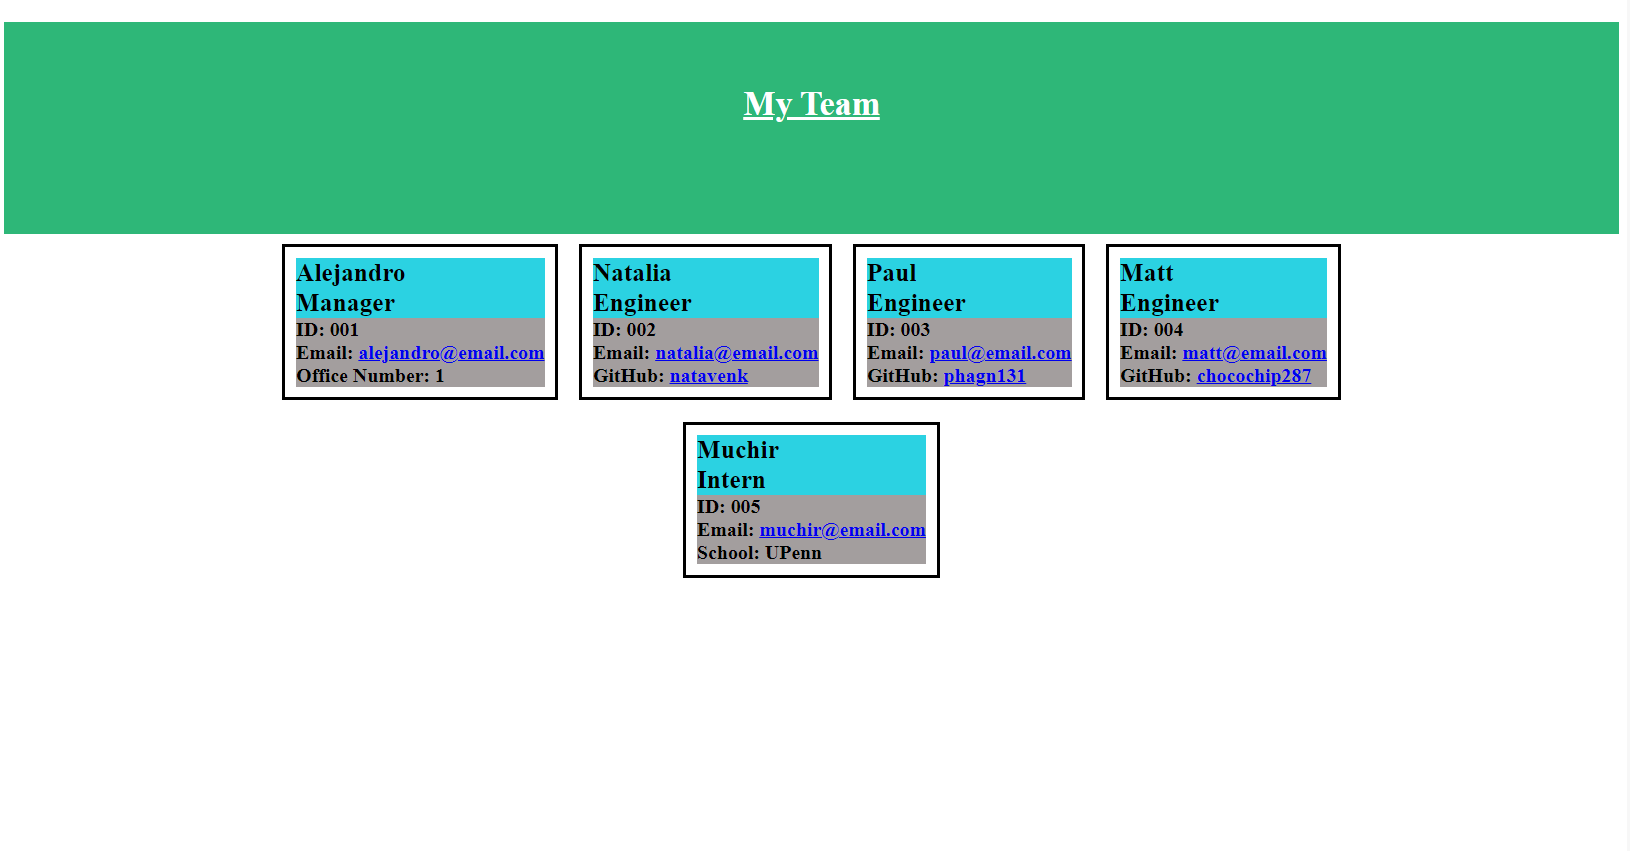 My Team
Alejandro
Manager
ID: 001
Email: alejandro@email.com
Office Number: 1
Natalia
Engineer
ID: 002
Email: natalia@email.com
GitHub: natavenk
Paul
Engineer
ID: 003
Email: paul@email.com
GitHub: phagn131
Matt
Engineer
ID: 004
Email: matt@email.com
GitHub: chocochip287
Muchir
Intern
ID: 005
Email: muchir@email.com
School: UPenn